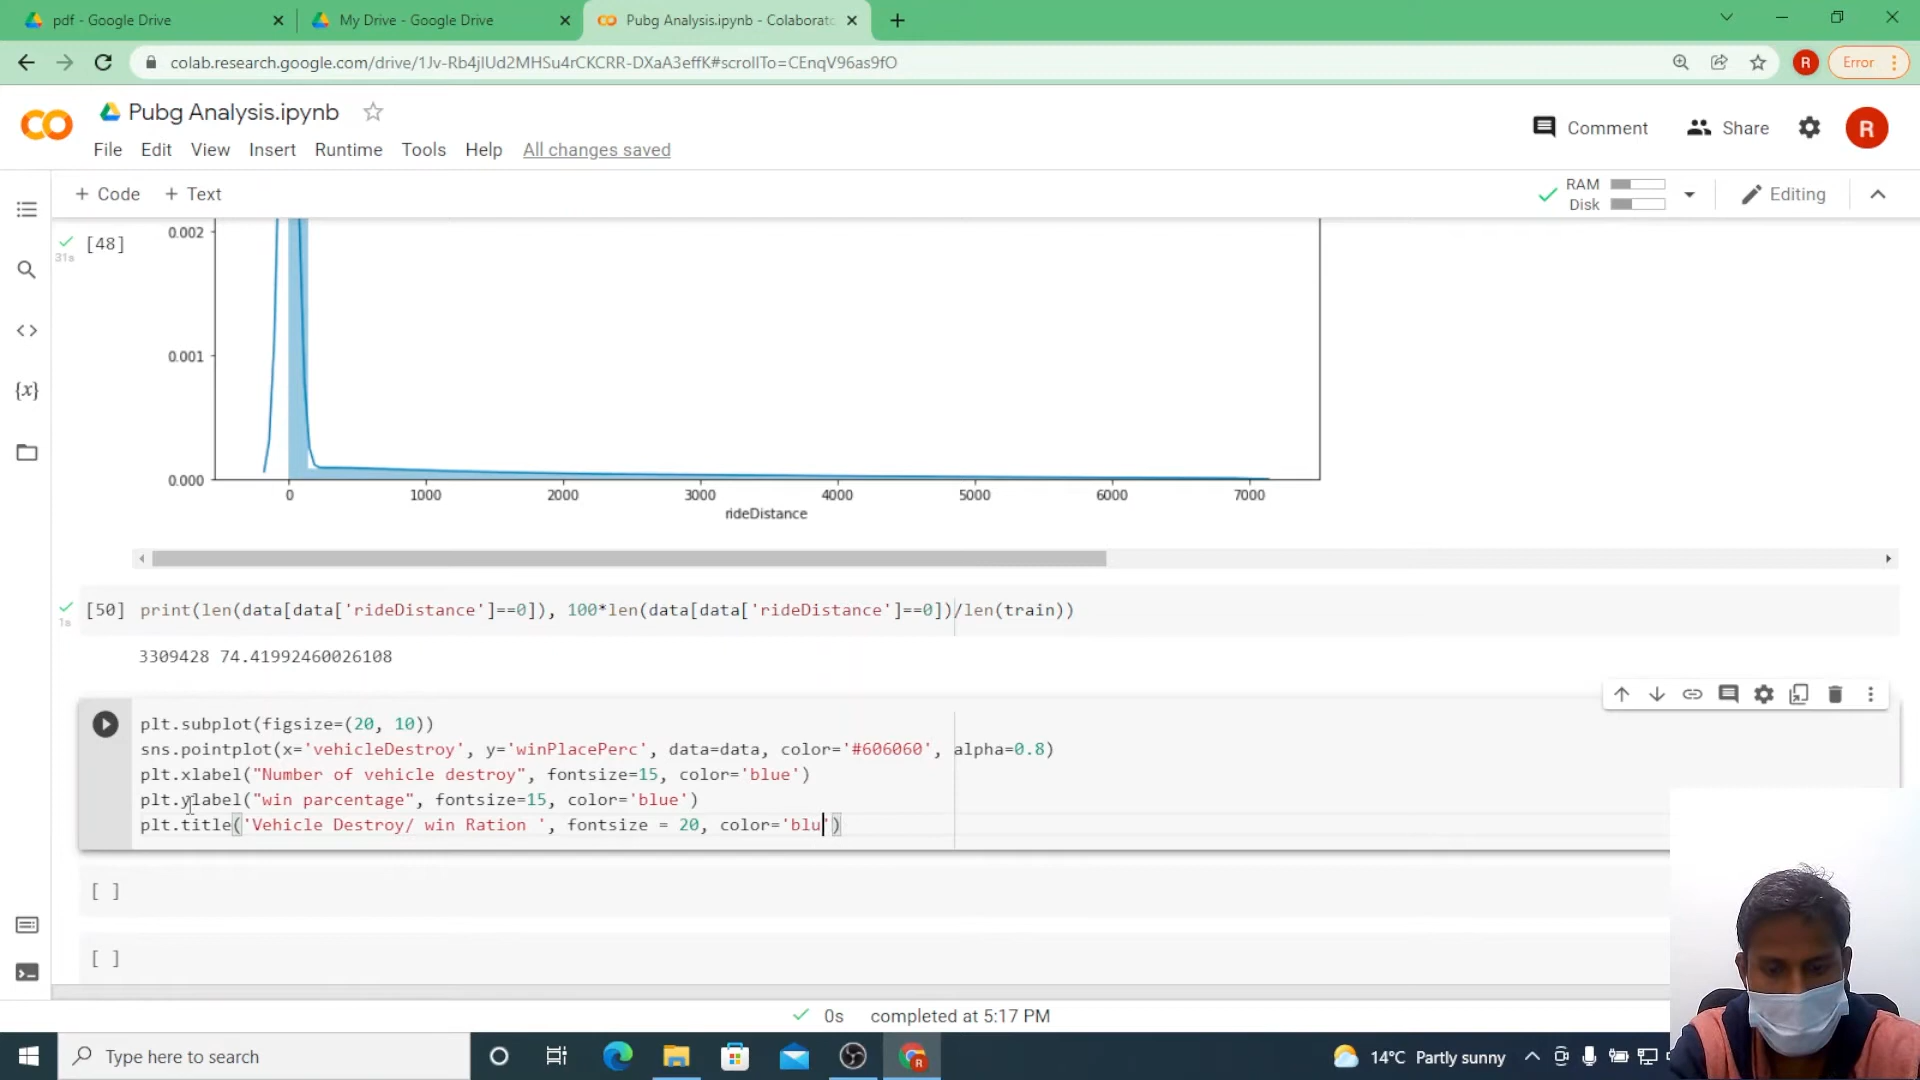 pdf - Google Drive
My Drive - Google Drive
Pubg Analysis.ipynb - Colaborato
colab.research.google.com/drive/1Jv-Rb4jlUd2MHSu4rCKCRR-DXaA3effK#scrollTo=CEnqV96as9fO
R
Error
Pubg Analysis.ipynb
File Edit View Insert Runtime Tools Help All changes saved
Comment Share R
+ Code + Text
RAM
Disk
Editing
[48]
31s
0.002
0.001
0.000
0 1000 2000 3000 4000 5000 6000 7000
rideDistance
[50] print(len(data[data['rideDistance']==0]), 100*len(data[data['rideDistance']==0])/len(train))
1s
3309428 74.41992460026108
plt.subplot(figsize=(20, 10))
sns.pointplot(x='vehicleDestroy', y='winPlacePerc', data=data, color='#606060', alpha=0.8)
plt.xlabel("Number of vehicle destroy", fontsize=15, color='blue')
plt.ylabel("win parcentage", fontsize=15, color='blue')
plt.title('Vehicle Destroy/ win Ration ', fontsize = 20, color='blu')
[ ]
[ ]
0s completed at 5:17 PM
Type here to search
14°C Partly sunny